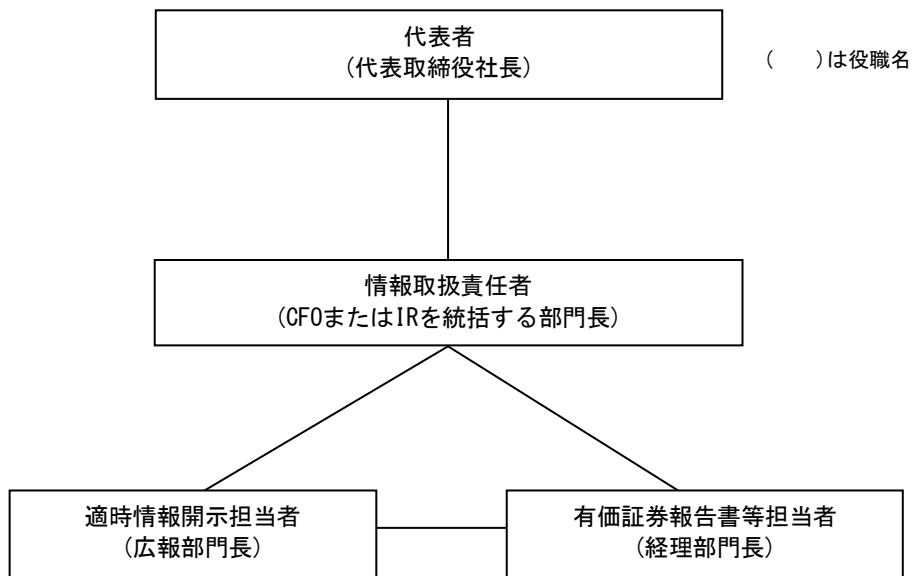 代表者
(代表取締役社長)
(　　)は役職名
情報取扱責任者
(CFOまたはIRを統括する部門長)
適時情報開示担当者
(広報部門長)
有価証券報告書等担当者
(経理部門長)